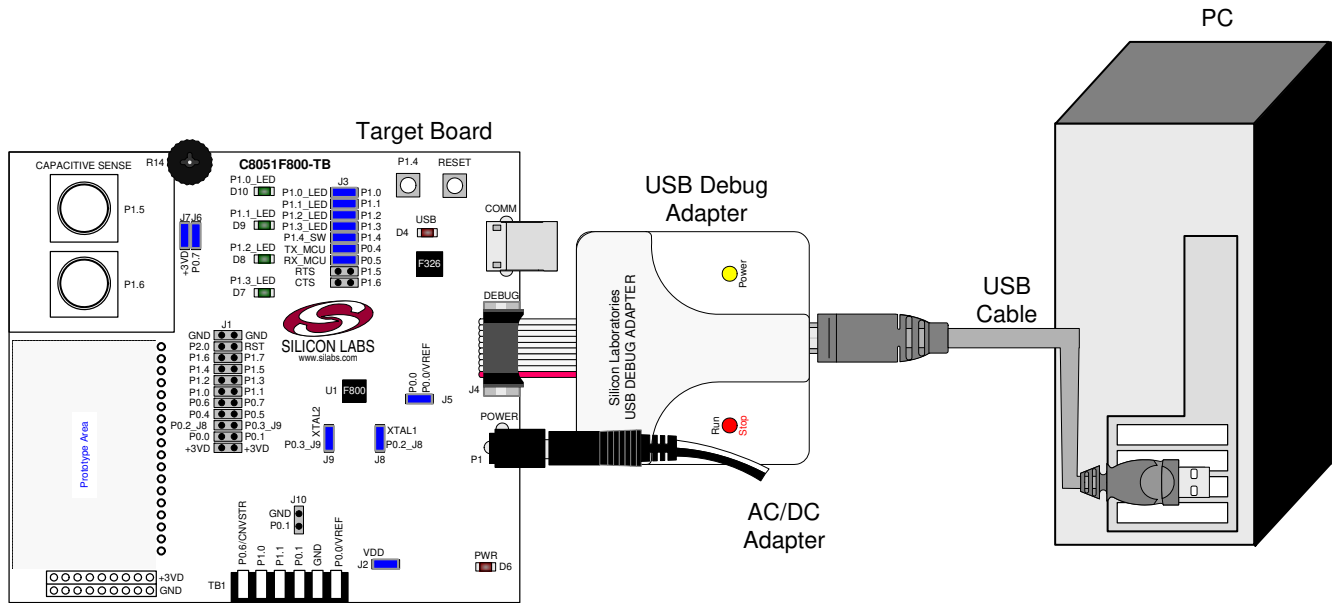 PC
Target Board
CAPACITIVE SENSE
P1.5
P1.6
R14
J7
J6
+3VD
P0.7
C8051F800-TB
P1.0_LED
D10
P1.1_LED
D9
P1.2_LED
D8
P1.3_LED
D7
J3
P1.0_LED P1.0
P1.1_LED P1.1
P1.2_LED P1.2
P1.3_LED P1.3
P1.4_SW P1.4
TX_MCU P0.4
RX_MCU P0.5
RTS P1.5
CTS P1.6
P1.4
RESET
USB
D4
F326
COMM
USB Debug
Adapter
Power
Silicon Laboratories
USB DEBUG ADAPTER
Run
Stop
USB
Cable
DEBUG
J4
SILICON LABS
www.silabs.com
J1
GND GND
P2.0 RST
P1.6 P1.7
P1.4 P1.5
P1.2 P1.3
P1.0 P1.1
P0.6 P0.7
P0.4 P0.5
P0.2_J8 P0.3_J9
P0.0 P0.1
+3VD +3VD
Prototype Area
U1
F800
P0.0
P0.0/VREF
J5
XTAL2
P0.3_J9
J9
XTAL1
P0.2_J8
J8
POWER
P1
AC/DC
Adapter
J10
GND
P0.1
P0.6/CNVSTR
P1.0
P1.1
P0.1
GND
P0.0/VREF
TB1
VDD
J2
PWR
D6
+3VD
GND